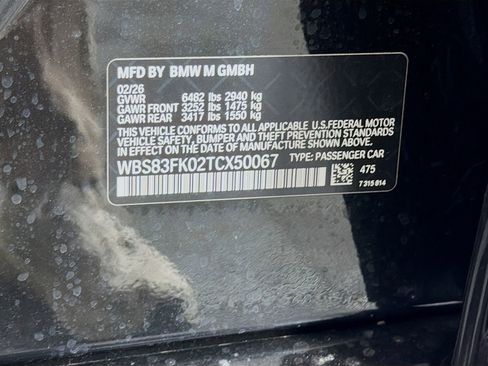 MFD BY BMW M GMBH
02/26
GVWR 6482 lbs 2940 kg
GAWR FRONT 3252 lbs 1475 kg
GAWR REAR 3417 lbs 1550 kg
THIS VEHICLE CONFORMS TO ALL APPLICABLE U.S.FEDERAL MOTOR
VEHICLE SAFETY, BUMPER, AND THEFT PREVENTION STANDARDS
IN EFFECT ON THE DATE OF MANUFACTURE SHOWN ABOVE.
WBS83FK02TCX50067 TYPE: PASSENGER CAR
475
7 315 814